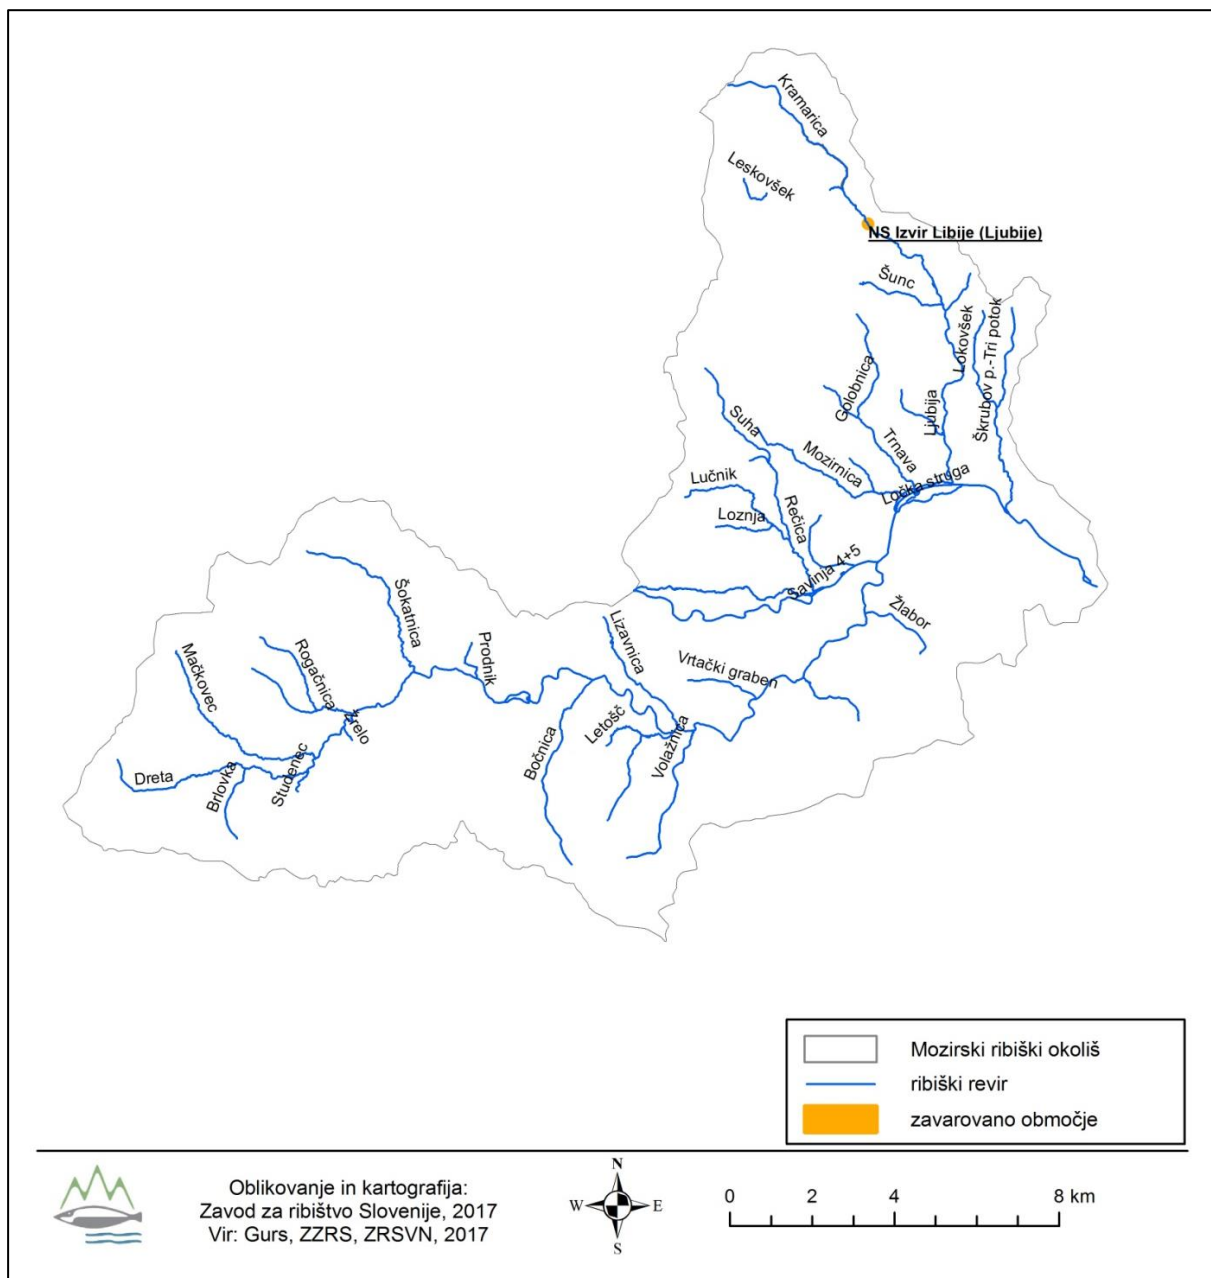 Kramarica
Leskovšek
NS Izvir Libije (Ljubije)
Šunc
Lokovšek
Škrubov p.-Tri potok
Golobnica
Ljubija
Suha
Trnava
Mozirnica
Lučnik
Ločka struga
Rečica
Loznja
Savinja 4+5
Šokatnica
Žlabor
Lizavnica
Prodnik
Rogačnica
Mačkovec
Vrtački graben
Žrelo
Letošč
Volažnica
Bočnica
Studenec
Dreta
Brlovka
Mozirski ribiški okoliš
ribiški revir
zavarovano območje
Oblikovanje in kartografija:
Zavod za ribištvo Slovenije, 2017
Vir: Gurs, ZZRS, ZRSVN, 2017
N
W E
S
0 2 4 8 km